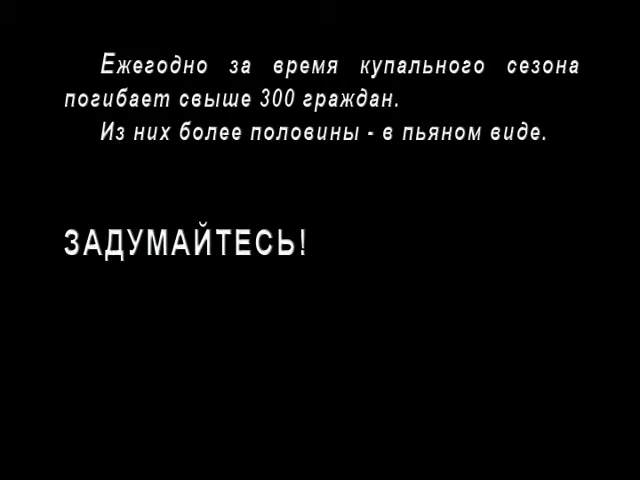 Ежегодно за время купального сезона
погибает свыше 300 граждан.
Из них более половины - в пьяном виде.
ЗАДУМАЙТЕСЬ!